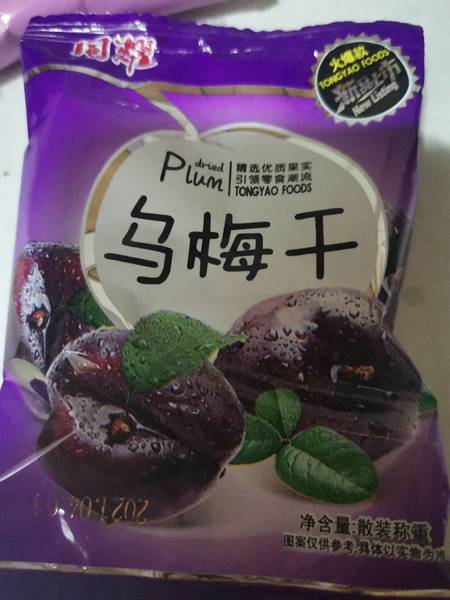 同耀
火爆款
TONGYAO FOODS
新品上市
New Listing
dried
Plum
精选优质果实
引领零食潮流
TONGYAO FOODS
乌梅干
净含量:散装称重
图案仅供参考,具体以实物为准